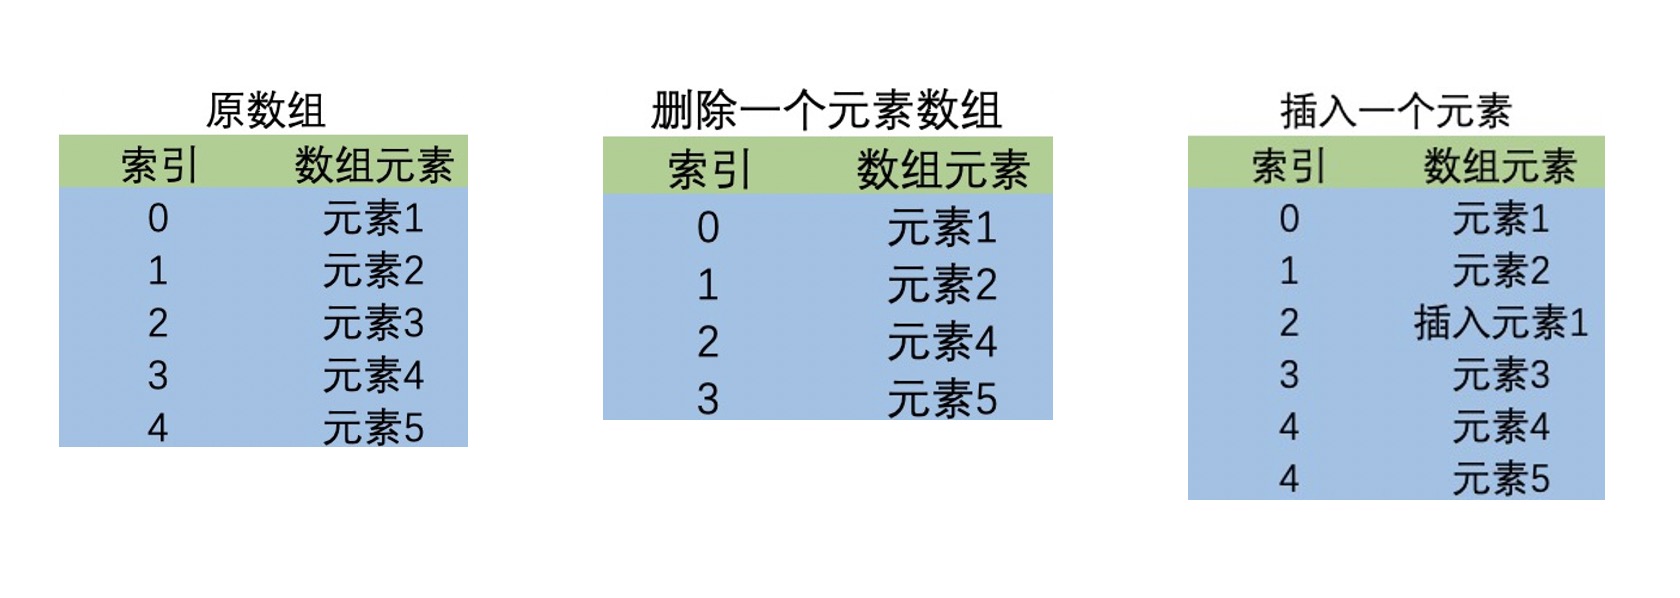 原数组
索引 数组元素
0 元素1
1 元素2
2 元素3
3 元素4
4 元素5
删除一个元素数组
索引 数组元素
0 元素1
1 元素2
2 元素4
3 元素5
插入一个元素
索引 数组元素
0 元素1
1 元素2
2 插入元素1
3 元素3
4 元素4
4 元素5